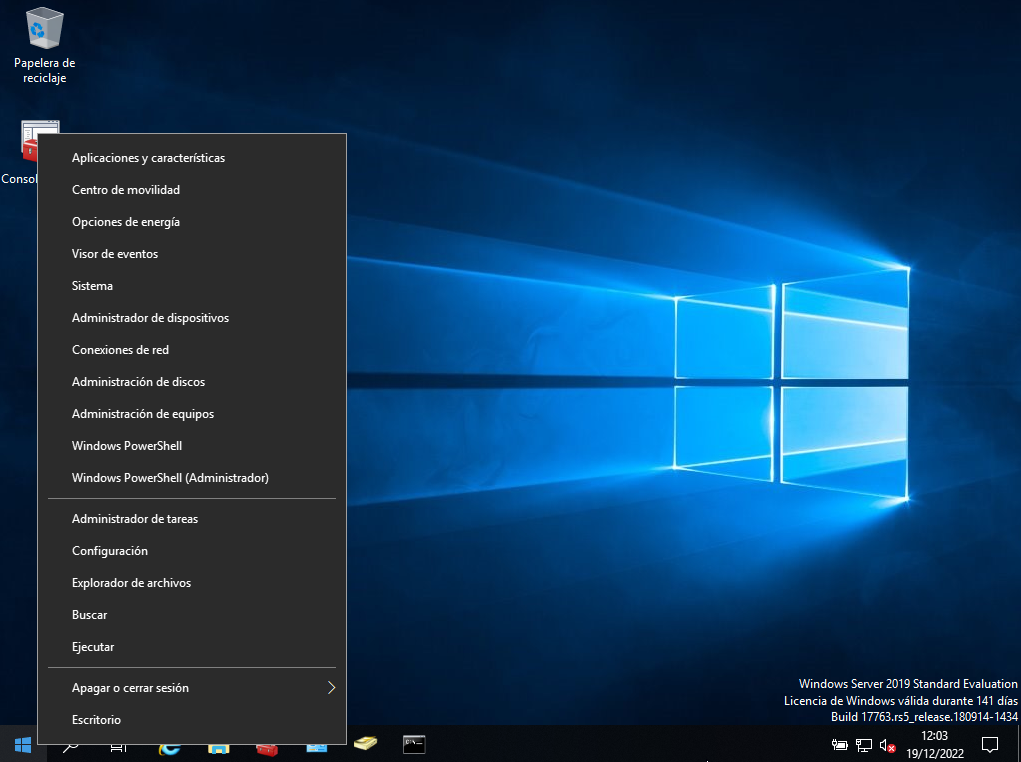 Papelera de
reciclaje
Consol
Aplicaciones y características
Centro de movilidad
Opciones de energía
Visor de eventos
Sistema
Administrador de dispositivos
Conexiones de red
Administración de discos
Administración de equipos
Windows PowerShell
Windows PowerShell (Administrador)
Administrador de tareas
Configuración
Explorador de archivos
Buscar
Ejecutar
Apagar o cerrar sesión
Escritorio
Windows Server 2019 Standard Evaluation
Licencia de Windows válida durante 141 días
Build 17763.rs5_release.180914-1434
12:03
19/12/2022